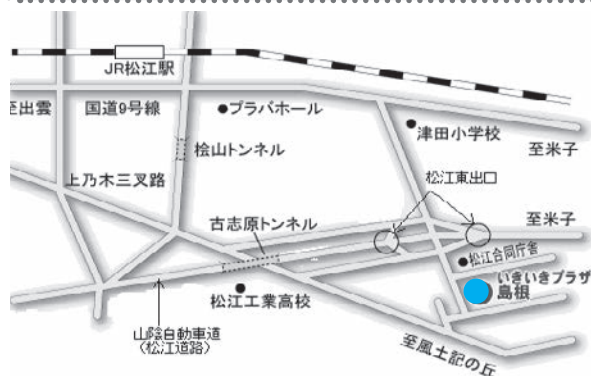 JR松江駅
至出雲
国道9号線
プラバホール
津田小学校
至米子
桧山トンネル
上乃木三叉路
松江東出口
古志原トンネル
至米子
松江合同庁舎
いきいきプラザ
島根
松江工業高校
山陰自動車道
(松江道路)
至風土記の丘